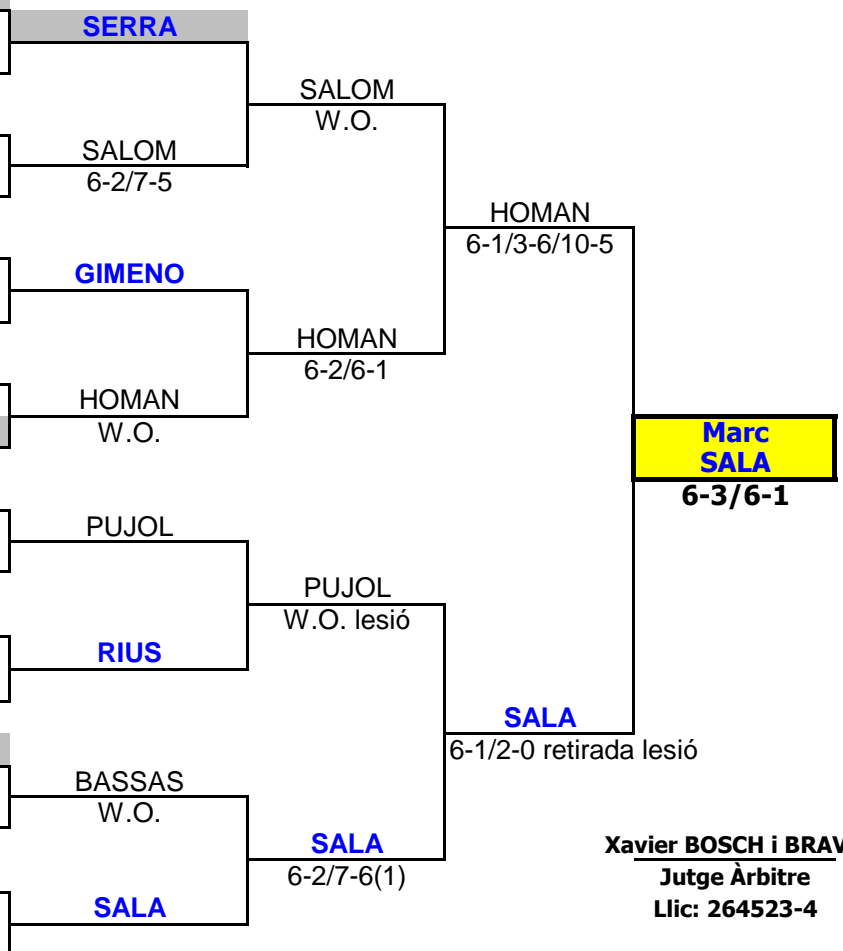 SERRA
SALOM
W.O.
SALOM
6-2/7-5
HOMAN
6-1/3-6/10-5
GIMENO
HOMAN
6-2/6-1
HOMAN
W.O.
Marc
SALA
6-3/6-1
PUJOL
PUJOL
W.O. lesió
RIUS
SALA
6-1/2-0 retirada lesió
BASSAS
W.O.
SALA
6-2/7-6(1)
SALA
Xavier BOSCH i BRAV
Jutge Àrbitre
Llic: 264523-4